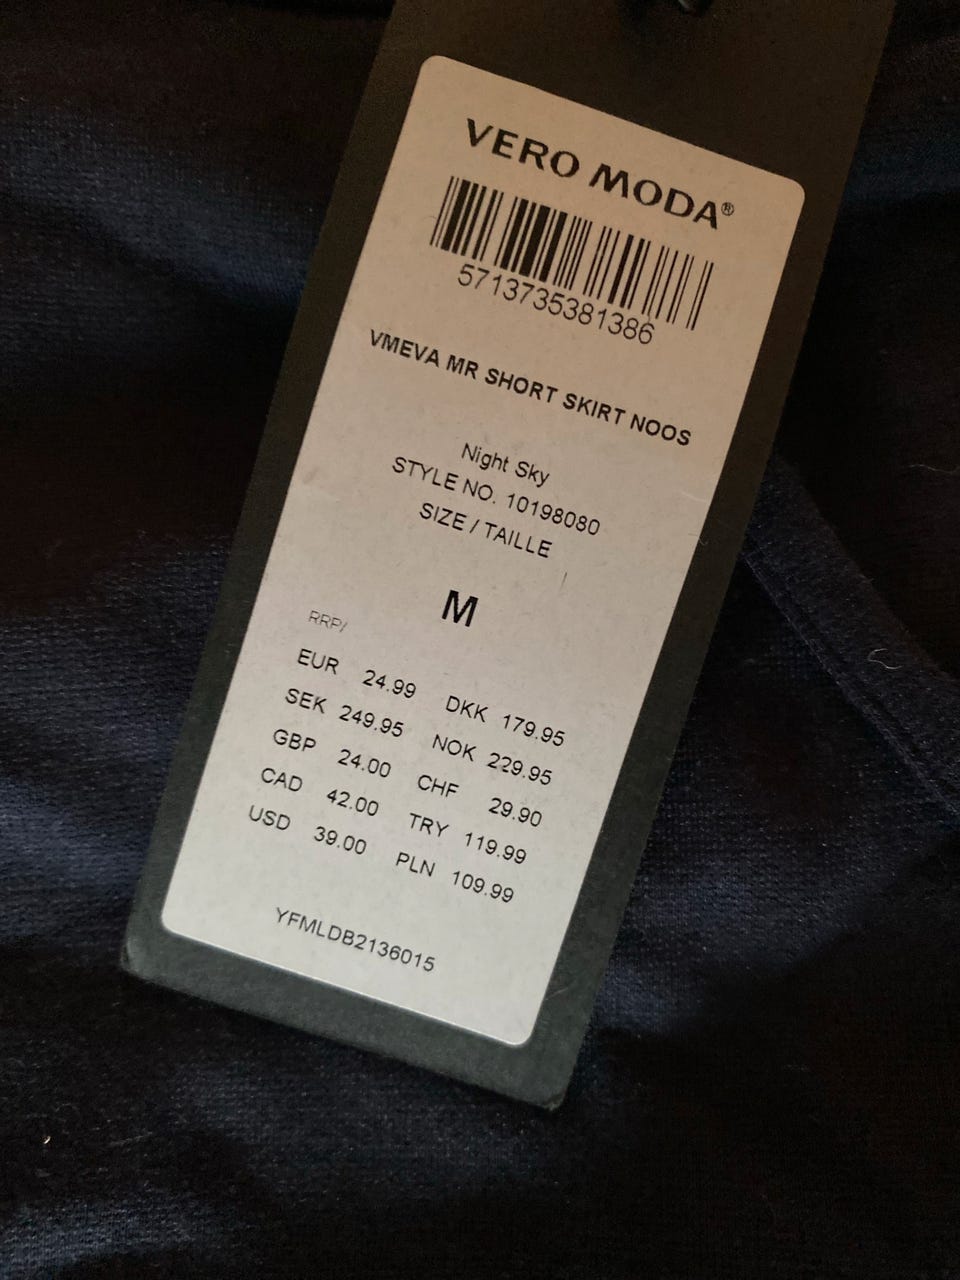 VERO MODA®
5713735381386
VMEVA MR SHORT SKIRT NOOS
Night Sky
STYLE NO. 10198080
SIZE / TAILLE
M
RRP/
EUR 24.99 DKK 179.95
SEK 249.95 NOK 229.95
GBP 24.00 CHF 29.90
CAD 42.00 TRY 119.99
USD 39.00 PLN 109.99
YFMLDB2136015